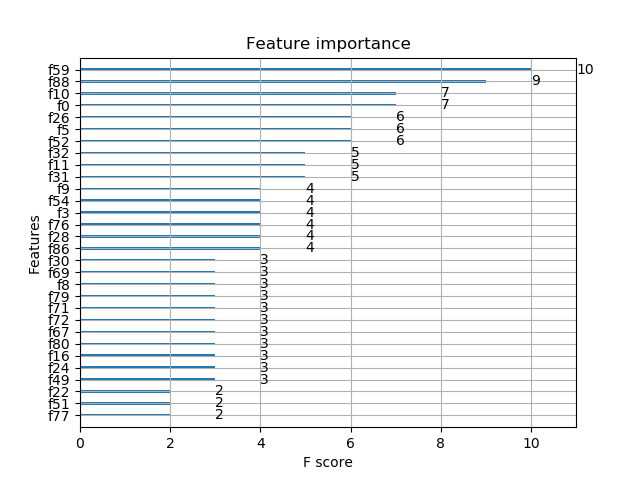 Feature importance
f59 10
f88 9
f10 7
f0 7
f26 6
f5 6
f52 6
f32 5
f11 5
f31 5
f9 4
f54 4
f3 4
f76 4
f28 4
f86 4
f30 3
f69 3
f8 3
f79 3
f71 3
f72 3
f67 3
f80 3
f16 3
f24 3
f49 3
f22 2
f51 2
f77 2
Features
0 2 4 6 8 10
F score